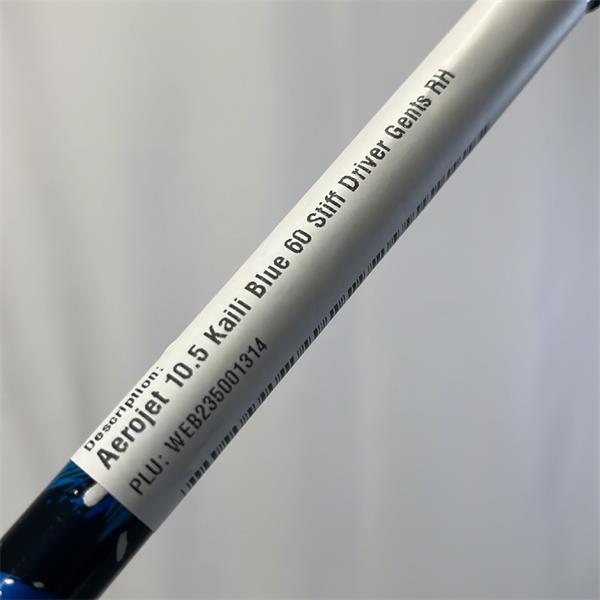 Description:
Aerojet 10.5 Kaili Blue 60 Stiff Driver Gents RH
PLU: WEB235001314